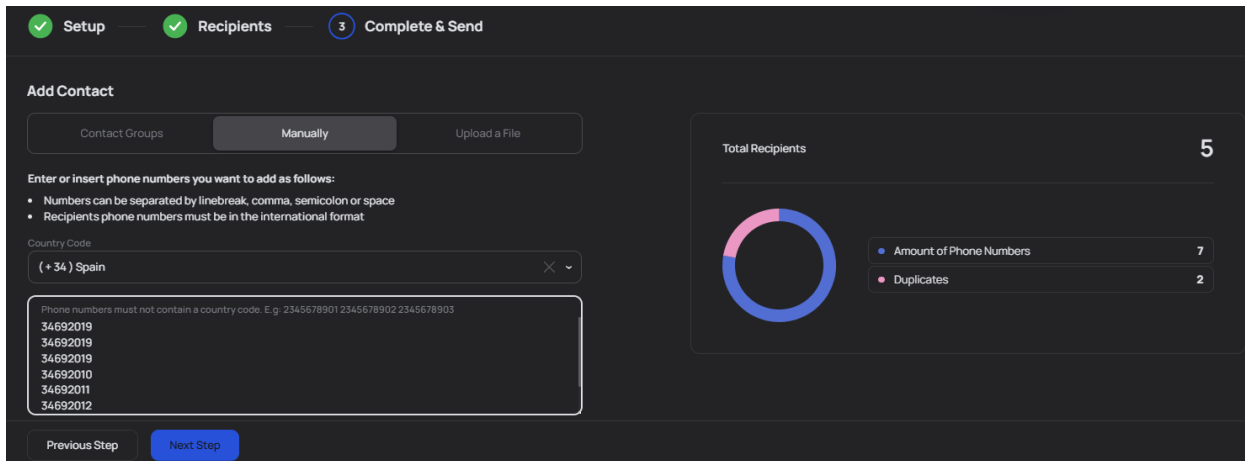 Setup
Recipients
3 Complete & Send
Add Contact
Contact Groups
Manually
Upload a File
Enter or insert phone numbers you want to add as follows:
• Numbers can be separated by linebreak, comma, semicolon or space
• Recipients phone numbers must be in the international format
Country Code
(+34) Spain
Phone numbers must not contain a country code. E.g: 2345678901 2345678902 2345678903
34692019
34692019
34692019
34692010
34692011
34692012
Previous Step
Next Step
Total Recipients 5
Amount of Phone Numbers 7
Duplicates 2